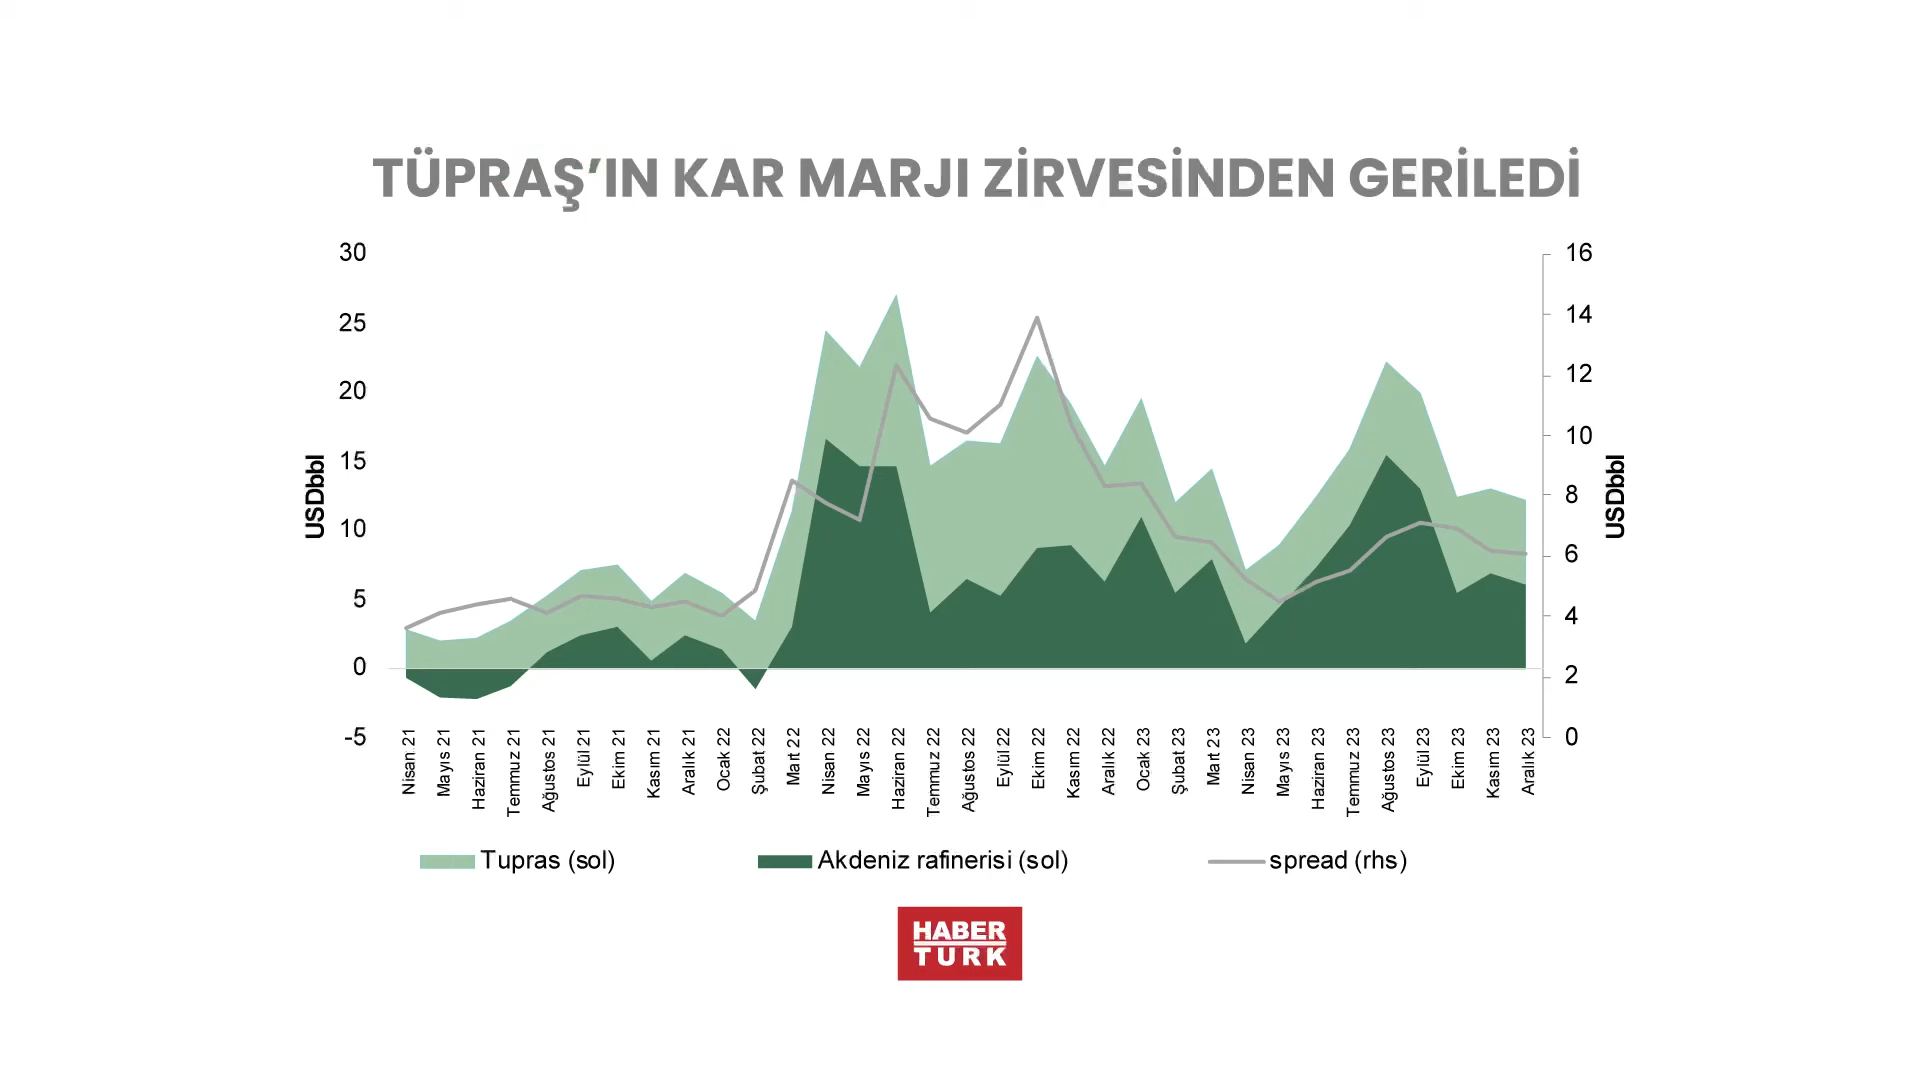 TÜPRAŞ’IN KAR MARJI ZİRVESİNDEN GERİLEDİ
30
25
20
15
10
5
0
-5
USDbbl
16
14
12
10
8
6
4
2
0
USDbbl
Nisan 21
Mayıs 21
Haziran 21
Temmuz 21
Ağustos 21
Eylül 21
Ekim 21
Kasım 21
Aralık 21
Ocak 22
Şubat 22
Mart 22
Nisan 22
Mayıs 22
Haziran 22
Temmuz 22
Ağustos 22
Eylül 22
Ekim 22
Kasım 22
Aralık 22
Ocak 23
Şubat 23
Mart 23
Nisan 23
Mayıs 23
Haziran 23
Temmuz 23
Ağustos 23
Eylül 23
Ekim 23
Kasım 23
Aralık 23
Tupras (sol)
Akdeniz rafinerisi (sol)
spread (rhs)
HABER
TURK